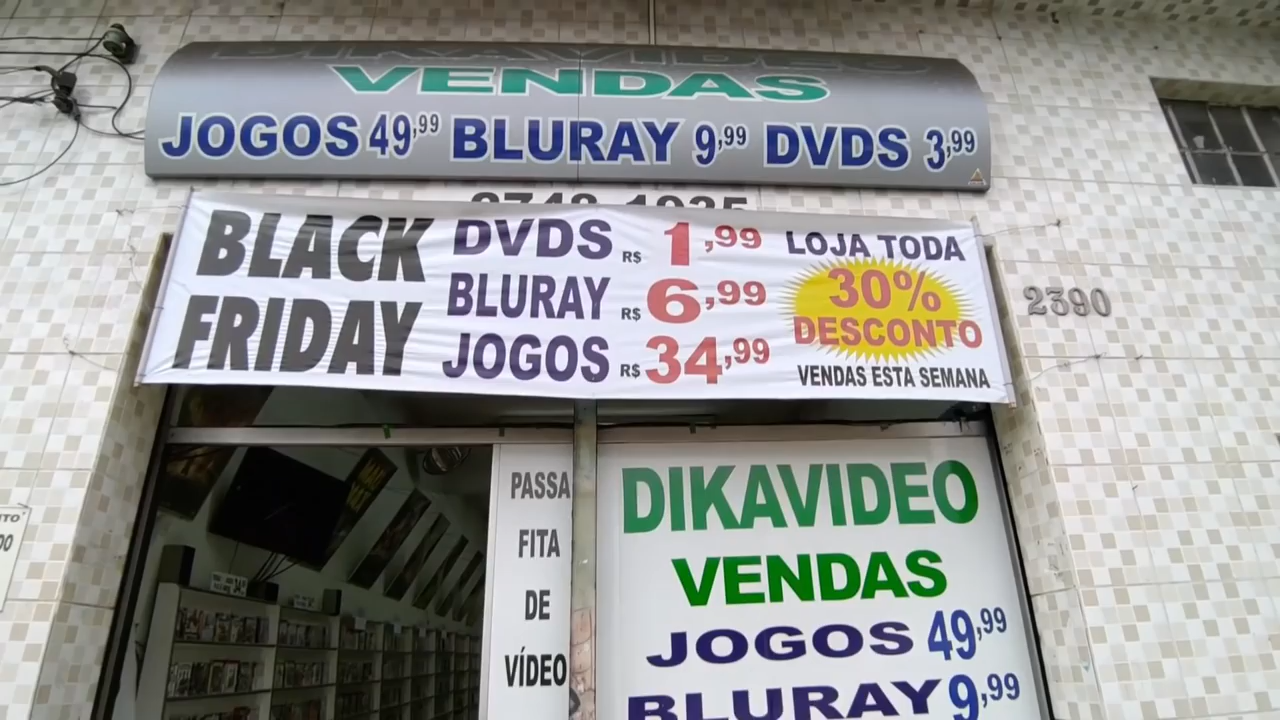 DIKAVIDEO
VENDAS
JOGOS 49,99 BLURAY 9,99 DVDS 3,99
BLACK
FRIDAY
DVDS R$ 1,99
BLURAY R$ 6,99
JOGOS R$ 34,99
LOJA TODA
30%
DESCONTO
VENDAS ESTA SEMANA
2390
PASSA
FITA
DE
VÍDEO
DIKAVIDEO
VENDAS
JOGOS 49,99
BLURAY 9,99